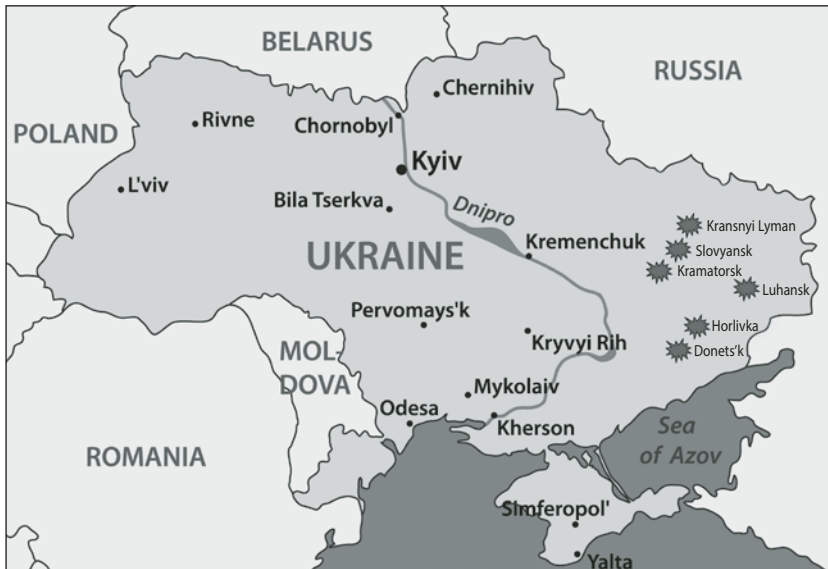 BELARUS
RUSSIA
Chernihiv
Rivne
Chornobyl
POLAND
Kyiv
L'viv
Bila Tserkva
Dnipro
Kransnyi Lyman
Kremenchuk
Slovyansk
UKRAINE
Kramatorsk
Luhansk
Pervomays'k
Horlivka
Kryvyi Rih
Donets'k
MOL-
DOVA
Mykolaiv
Odesa
Kherson
Sea
of Azov
ROMANIA
Simferopol'
Yalta